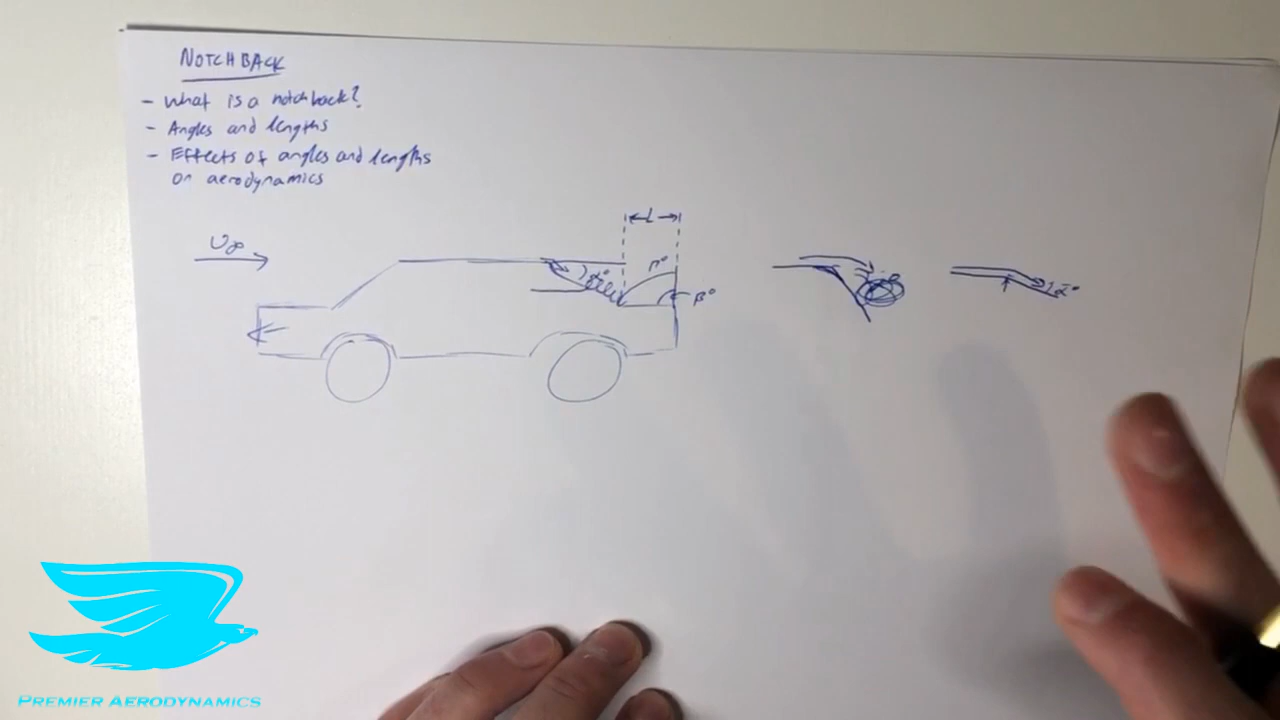 NOTCHBACK
- What is a notchback?
- Angles and lengths
- Effects of angles and lengths
on aerodynamics
U∞
L
β°
PREMIER AERODYNAMICS